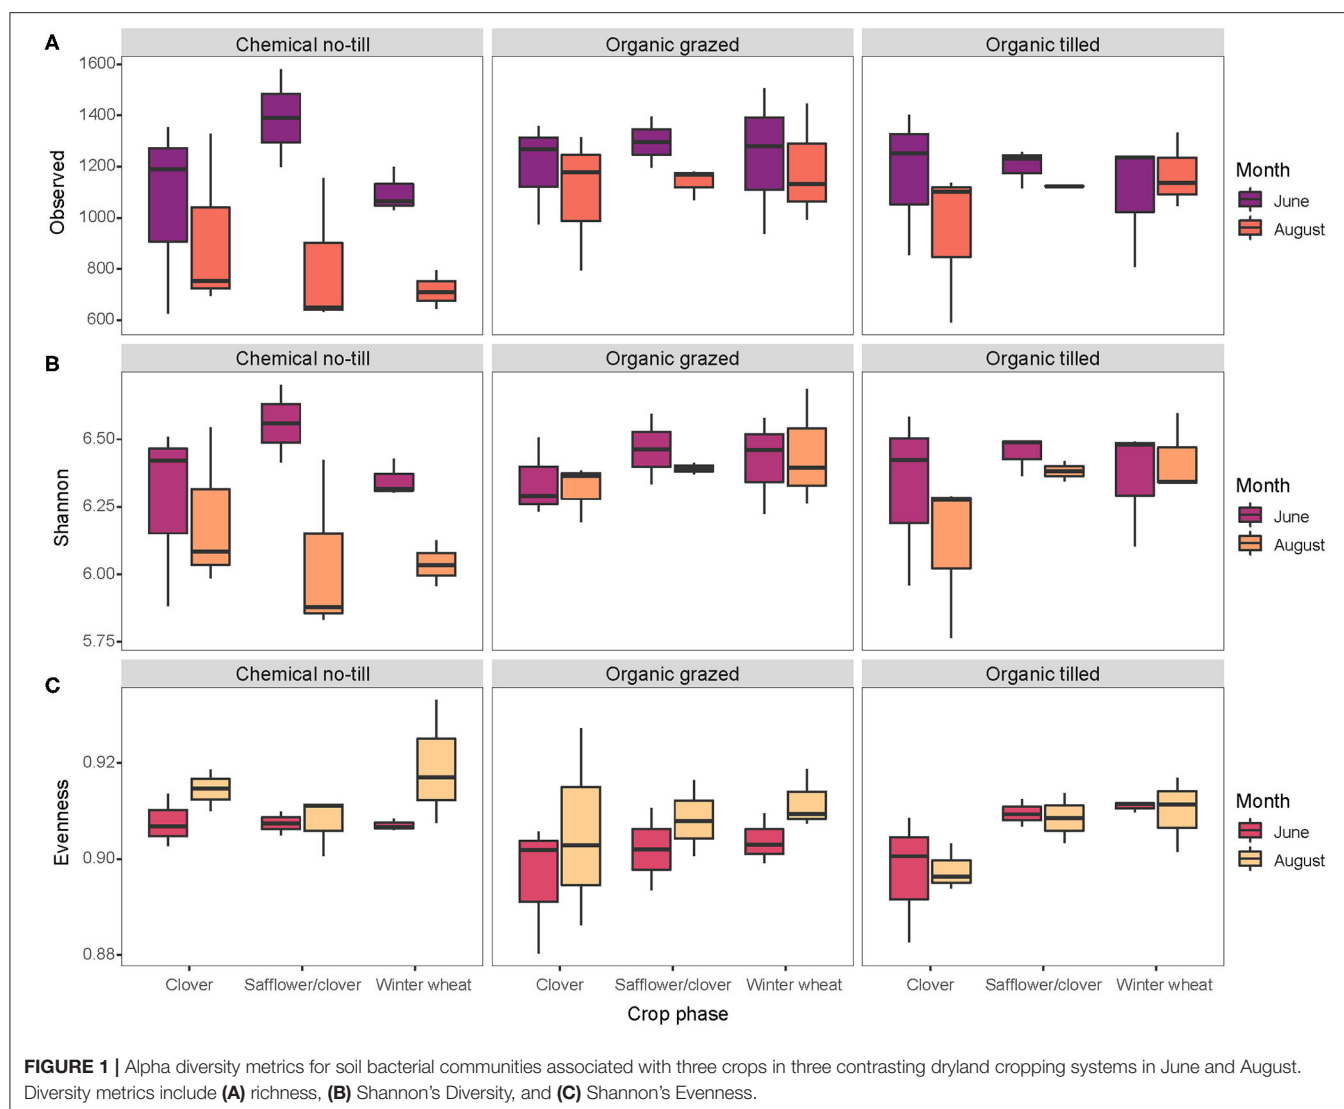 A
Chemical no-till
Organic grazed
Organic tilled
Observed
1600
1400
1200
1000
800
600
Month
June
August
B
Chemical no-till
Organic grazed
Organic tilled
Shannon
6.50
6.25
6.00
5.75
Month
June
August
C
Chemical no-till
Organic grazed
Organic tilled
Evenness
0.92
0.90
0.88
Month
June
August
Clover Safflower/clover Winter wheat Clover Safflower/clover Winter wheat Clover Safflower/clover Winter wheat
Crop phase
FIGURE 1 | Alpha diversity metrics for soil bacterial communities associated with three crops in three contrasting dryland cropping systems in June and August.
Diversity metrics include (A) richness, (B) Shannon's Diversity, and (C) Shannon's Evenness.